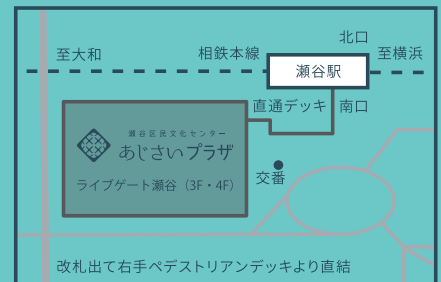 北口
至大和
相鉄本線
至横浜
瀬谷駅
直通デッキ
南口
瀬谷区民文化センター
あじさいプラザ
ライブゲート瀬谷（3F・4F）
交番
改札出て右手ペデストリアンデッキより直結